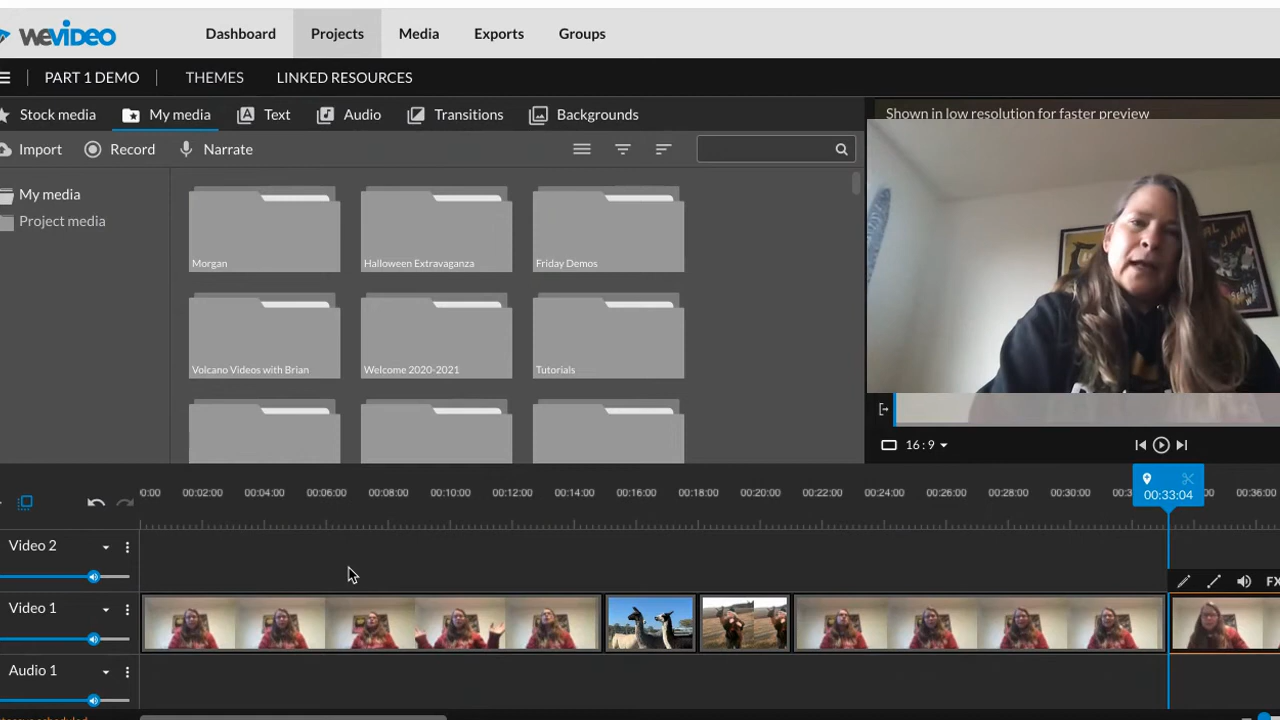 WEVIDEO Dashboard Projects Media Exports Groups
PART 1 DEMO THEMES LINKED RESOURCES
Stock media My media Text Audio Transitions Backgrounds
Shown in low resolution for faster preview
Import Record Narrate
My media
Project media
Morgan Halloween Extravaganza Friday Demos
Volcano Videos with Brian Welcome 2020-2021 Tutorials
JAM
16:9
0:00 00:02:00 00:04:00 00:06:00 00:08:00 00:10:00 00:12:00 00:14:00 00:16:00 00:18:00 00:20:00 00:22:00 00:24:00 00:26:00 00:28:00 00:30:00 00:36:00
00:33:04
Video 2
FX
Video 1
Audio 1